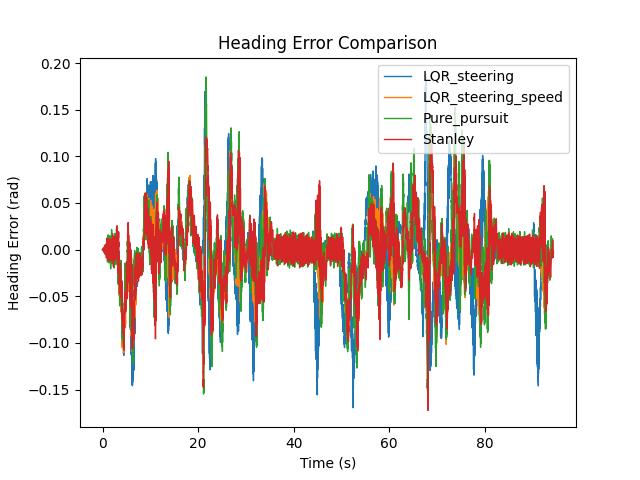 Heading Error Comparison
LQR_steering
LQR_steering_speed
Pure_pursuit
Stanley
Heading Error (rad)
0.20
0.15
0.10
0.05
0.00
−0.05
−0.10
−0.15
0
20
40
60
80
Time (s)